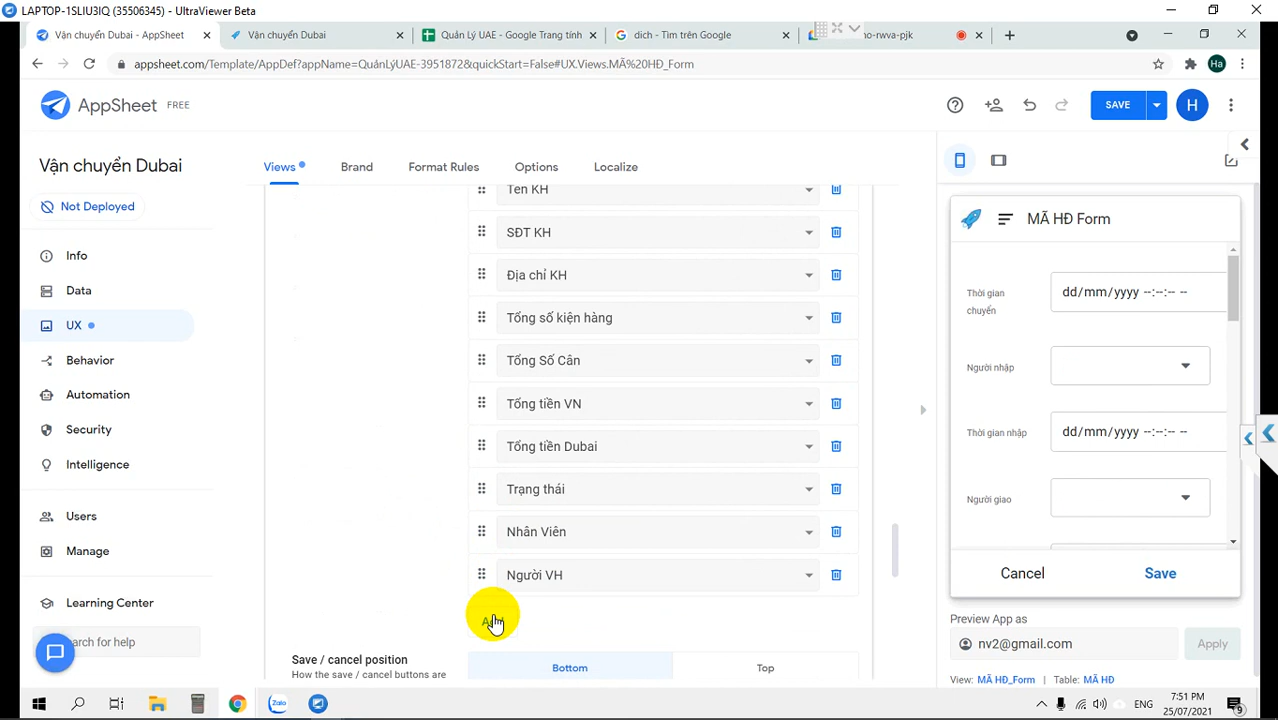 LAPTOP-1SLIU3IQ (35506345) - UltraViewer Beta
Vận chuyển Dubai - AppSheet
Vận chuyển Dubai
Quản Lý UAE - Google Trang tính
dich - Tìm trên Google
no-rwva-pjk
appsheet.com/Template/AppDef?appName=QuảnLýUAE-3951872&quickStart=False#UX.Views.MÃ%20HĐ_Form
Ha
AppSheet FREE
SAVE
H
Vận chuyển Dubai
Not Deployed
Info
Data
UX
Behavior
Automation
Security
Intelligence
Users
Manage
Learning Center
Search for help
Views
Brand
Format Rules
Options
Localize
Tên KH
SĐT KH
Địa chỉ KH
Tổng số kiện hàng
Tổng Số Cân
Tổng tiền VN
Tổng tiền Dubai
Trạng thái
Nhân Viên
Người VH
Save / cancel position
How the save / cancel buttons are
Bottom
Top
MÃ HĐ Form
Thời gian chuyển
dd/mm/yyyy --:--:-- --
Người nhập
Thời gian nhập
dd/mm/yyyy --:--:-- --
Người giao
Cancel
Save
Preview App as
nv2@gmail.com
Apply
View: MÃ HĐ_Form | Table: MÃ HĐ
Zalo
ENG
7:51 PM
25/07/2021
9